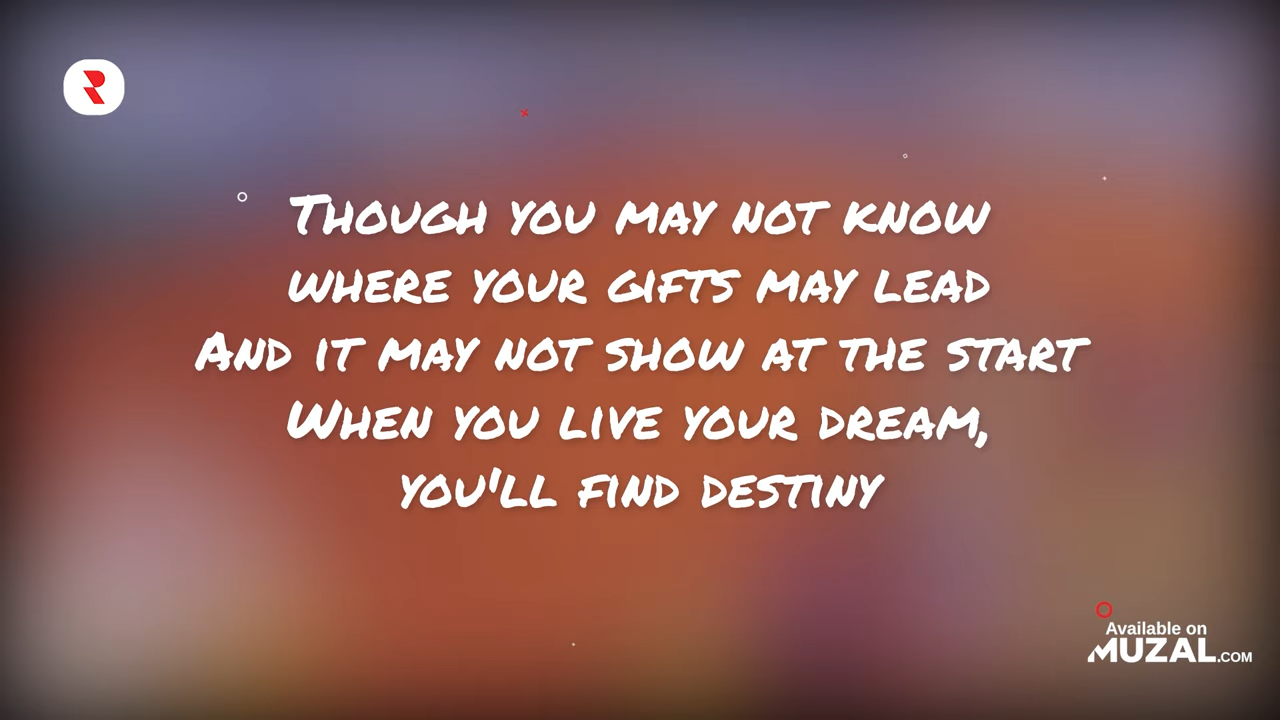 Though you may not know
where your gifts may lead
And it may not show at the start
When you live your dream,
you'll find destiny
Available on
MUZAL.COM